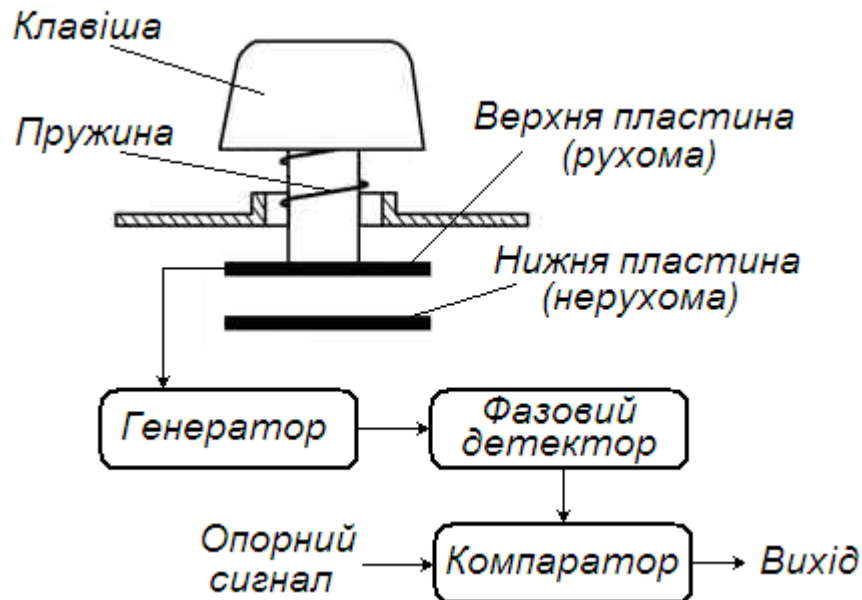 Клавіша
Пружина
Верхня пластина
(рухома)
Нижня пластина
(нерухома)
Генератор
Фазовий
детектор
Опорний
сигнал
Компаратор
Вихід